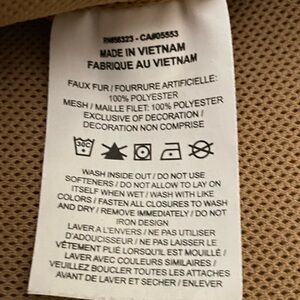 RN#56323 - CA#05553
MADE IN VIETNAM
FABRIQUE AU VIETNAM
FAUX FUR / FOURRURE ARTIFICIELLE:
100% POLYESTER
MESH / MAILLE FILET: 100% POLYESTER
EXCLUSIVE OF DECORATION /
DECORATION NON COMPRISE
30C
WASH INSIDE OUT / DO NOT USE
SOFTENERS / DO NOT ALLOW TO LAY ON
ITSELF WHEN WET / WASH WITH LIKE
COLORS / FASTEN ALL CLOSURES TO WASH
AND DRY / REMOVE IMMEDIATELY / DO NOT
IRON DESIGN
LAVER A L'ENVERS / NE PAS UTILISER
D'ADOUCISSEUR / NE PAS LAISSER LE
VÊTEMENT PLIÉ LORSQU'IL EST MOUILLÉ /
LAVER AVEC COULEURS SIMILAIRES /
VEUILLEZ BOUCLER TOUTES LES ATTACHES
AVANT DE LAVER ET SECHER / ENLEVER